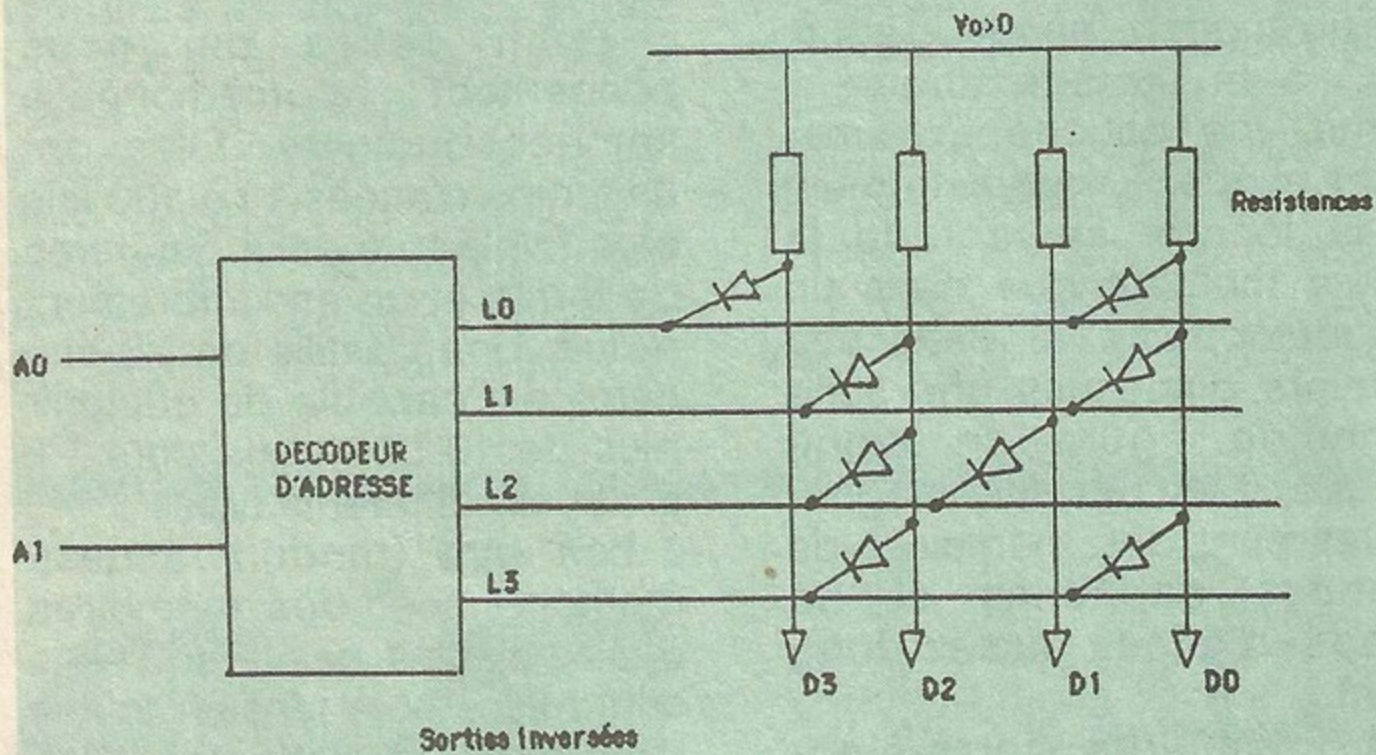 Vo>0
Resistances
L0
A0
L1
DECODEUR
D'ADRESSE
L2
A1
L3
D3 D2 D1 D0
Sorties Inversées